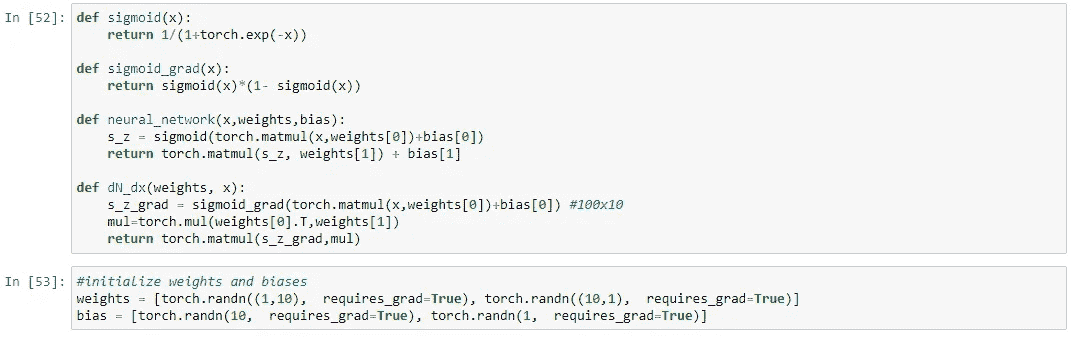 In [52]: def sigmoid(x):
    return 1/(1+torch.exp(-x))

def sigmoid_grad(x):
    return sigmoid(x)*(1- sigmoid(x))

def neural_network(x,weights,bias):
    s_z = sigmoid(torch.matmul(x,weights[0])+bias[0])
    return torch.matmul(s_z, weights[1]) + bias[1]

def dN_dx(weights, x):
    s_z_grad = sigmoid_grad(torch.matmul(x,weights[0])+bias[0]) #100x10
    mul=torch.mul(weights[0].T,weights[1])
    return torch.matmul(s_z_grad,mul)

In [53]: #initialize weights and biases
weights = [torch.randn((1,10),  requires_grad=True), torch.randn((10,1),  requires_grad=True)]
bias = [torch.randn(10,  requires_grad=True), torch.randn(1,  requires_grad=True)]